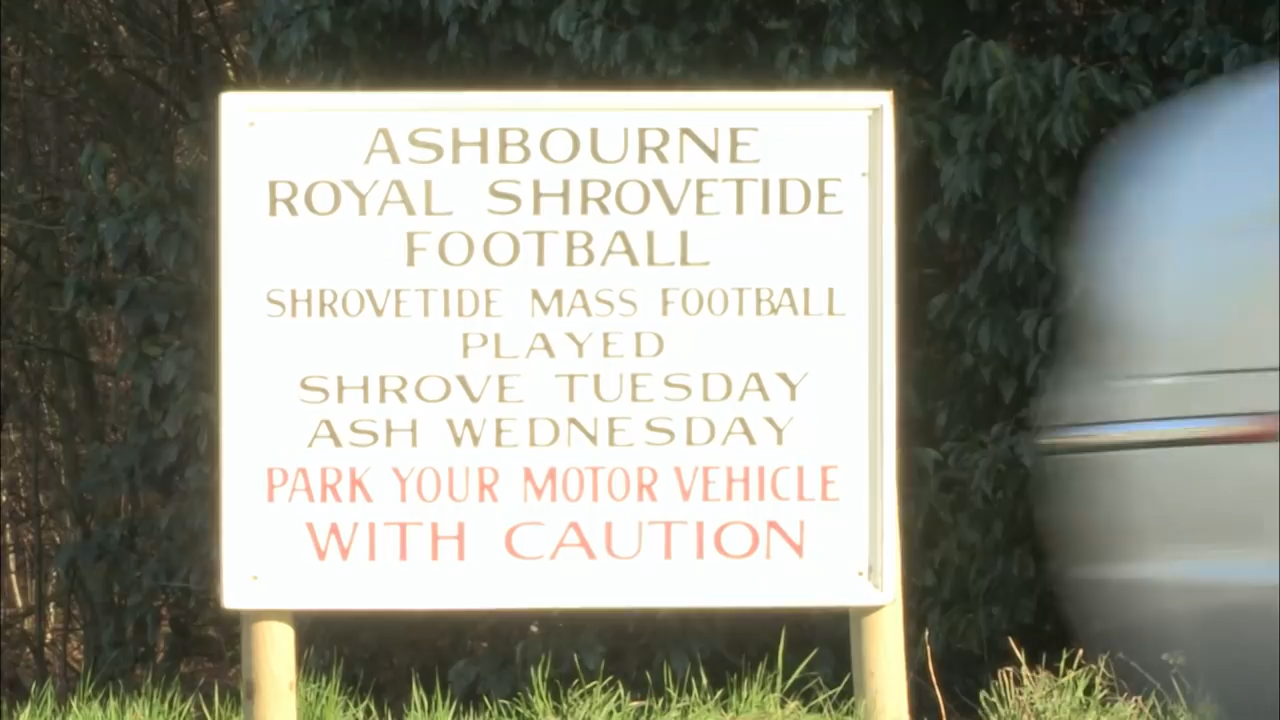 ASHBOURNE
ROYAL SHROVETIDE
FOOTBALL
SHROVETIDE MASS FOOTBALL
PLAYED
SHROVE TUESDAY
ASH WEDNESDAY
PARK YOUR MOTOR VEHICLE
WITH CAUTION